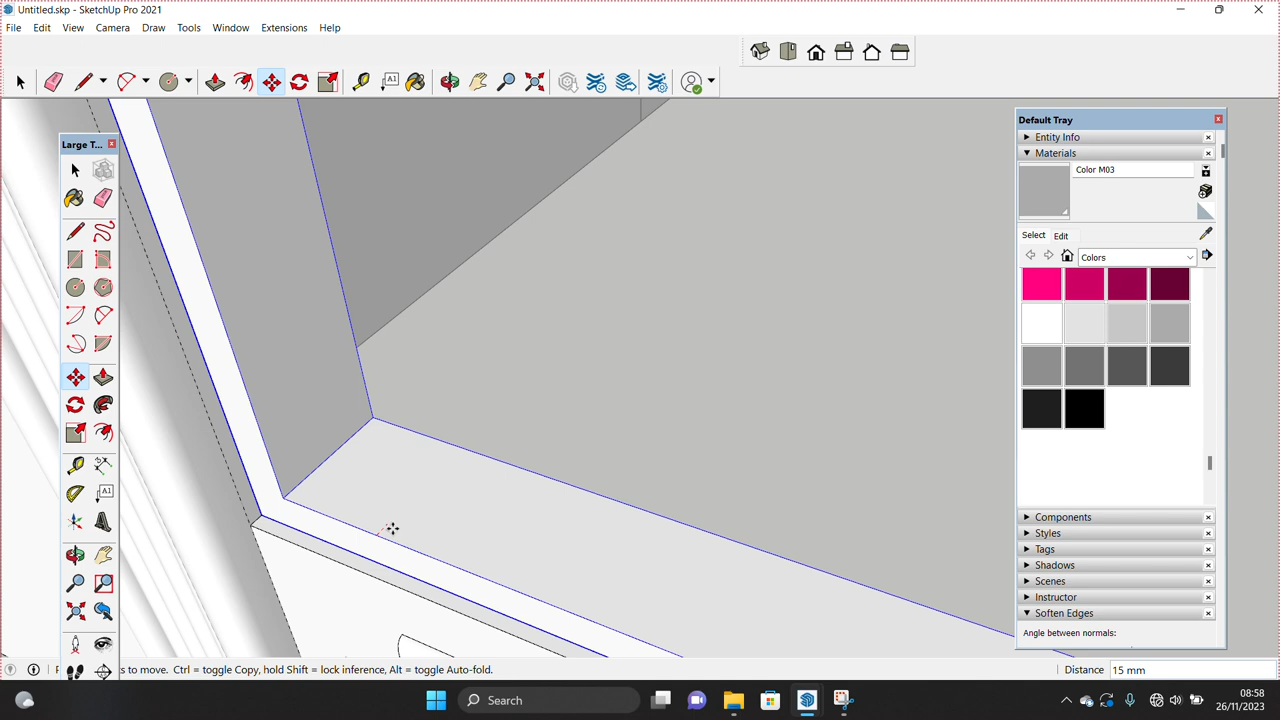 Untitled.skp - SketchUp Pro 2021
File Edit View Camera Draw Tools Window Extensions Help
A1
Large T...
A1
Default Tray
Entity Info
Materials
Color M03
Select Edit
Colors
Components
Styles
Tags
Shadows
Scenes
Instructor
Soften Edges
Angle between normals:
s to move. Ctrl = toggle Copy, hold Shift = lock inference, Alt = toggle Auto-fold.
Distance 15 mm
Search
08:58
26/11/2023